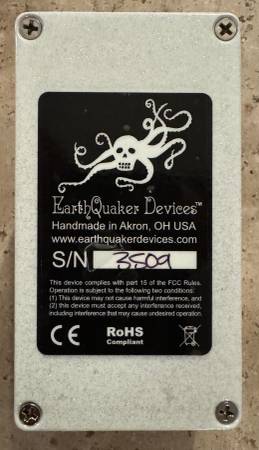 EarthQuaker Devices™
Handmade in Akron, OH USA
www.earthquakerdevices.com
S/N 3509
This device complies with part 15 of the FCC Rules.
Operation is subject to the following two conditions:
(1) This device may not cause harmful interference, and
(2) this device must accept any interference received,
including interference that may cause undesired operation.
CE RoHS
Compliant